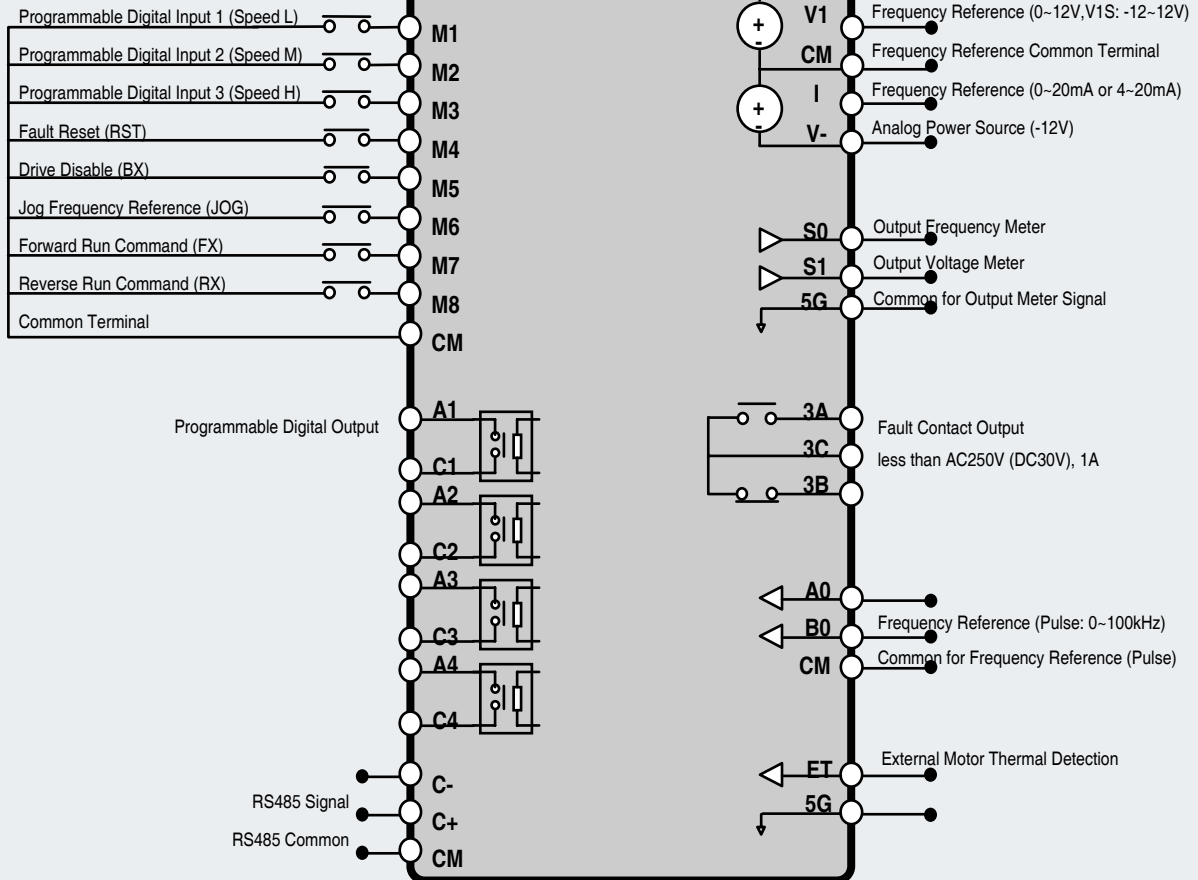 Programmable Digital Input 1 (Speed L)
M1
Programmable Digital Input 2 (Speed M)
M2
Programmable Digital Input 3 (Speed H)
M3
Fault Reset (RST)
M4
Drive Disable (BX)
M5
Jog Frequency Reference (JOG)
M6
Forward Run Command (FX)
M7
Reverse Run Command (RX)
M8
Common Terminal
CM
Programmable Digital Output
A1
C1
A2
C2
A3
C3
A4
C4
C-
RS485 Signal
C+
RS485 Common
CM
+
-
V1
Frequency Reference (0~12V,V1S: -12~12V)
CM
Frequency Reference Common Terminal
+
-
I
Frequency Reference (0~20mA or 4~20mA)
V-
Analog Power Source (-12V)
S0
Output Frequency Meter
S1
Output Voltage Meter
5G
Common for Output Meter Signal
3A
Fault Contact Output
3C
less than AC250V (DC30V), 1A
3B
A0
B0
Frequency Reference (Pulse: 0~100kHz)
CM
Common for Frequency Reference (Pulse)
ET
External Motor Thermal Detection
5G